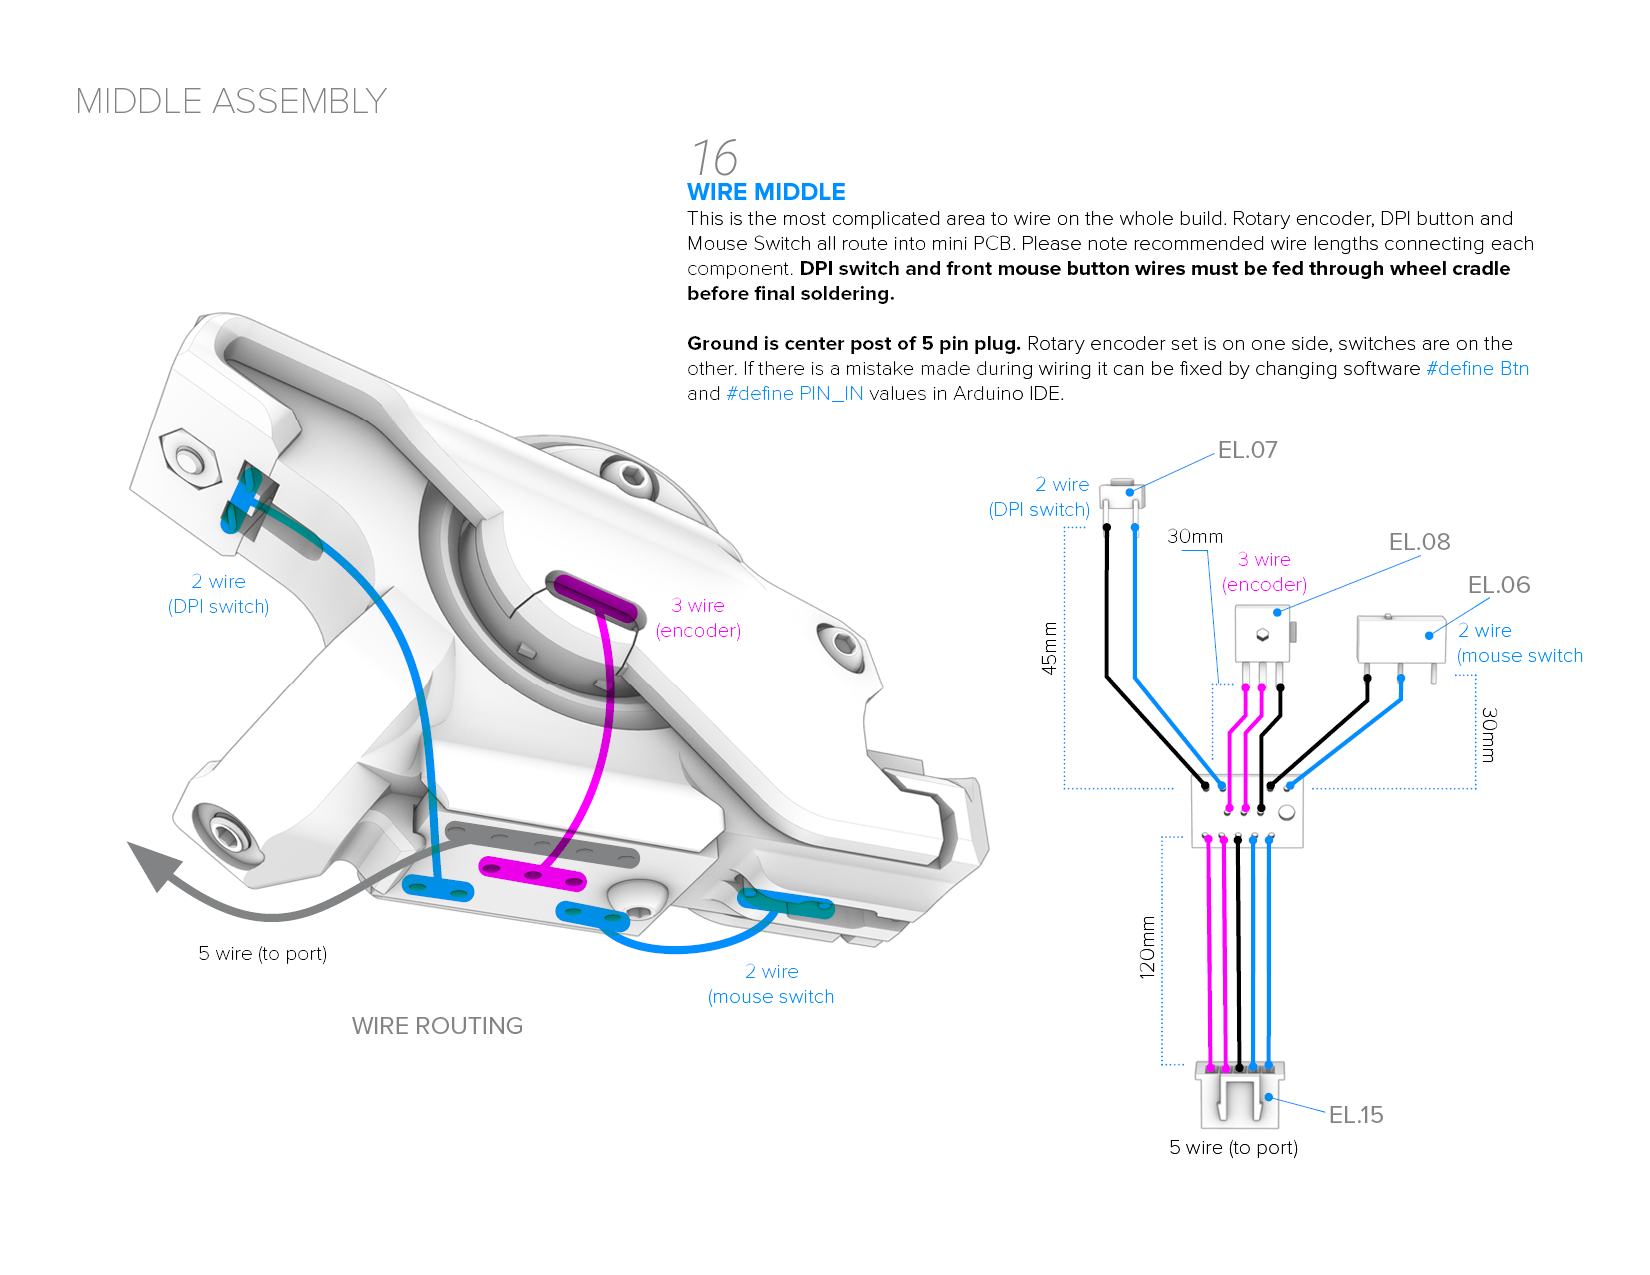 MIDDLE ASSEMBLY
16
WIRE MIDDLE
This is the most complicated area to wire on the whole build. Rotary encoder, DPI button and
Mouse Switch all route into mini PCB. Please note recommended wire lengths connecting each
component. DPI switch and front mouse button wires must be fed through wheel cradle
before final soldering.
Ground is center post of 5 pin plug. Rotary encoder set is on one side, switches are on the
other. If there is a mistake made during wiring it can be fixed by changing software #define Btn
and #define PIN_IN values in Arduino IDE.
2 wire
(DPI switch)
3 wire
(encoder)
5 wire (to port)
2 wire
(mouse switch
WIRE ROUTING
EL.07
2 wire
(DPI switch)
30mm
3 wire
(encoder)
EL.08
EL.06
2 wire
(mouse switch
45mm
30mm
120mm
EL.15
5 wire (to port)